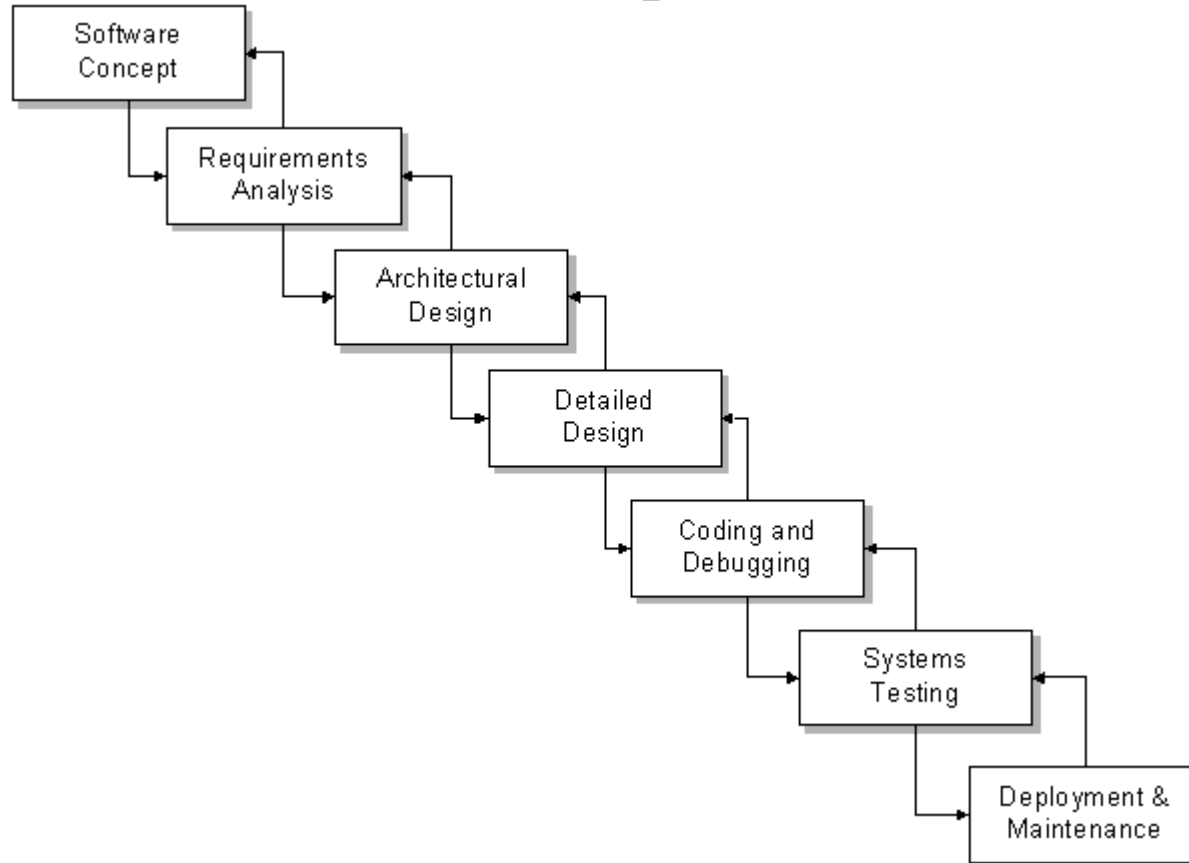 Software
Concept
Requirements
Analysis
Architectural
Design
Detailed
Design
Coding and
Debugging
Systems
Testing
Deployment &
Maintenance